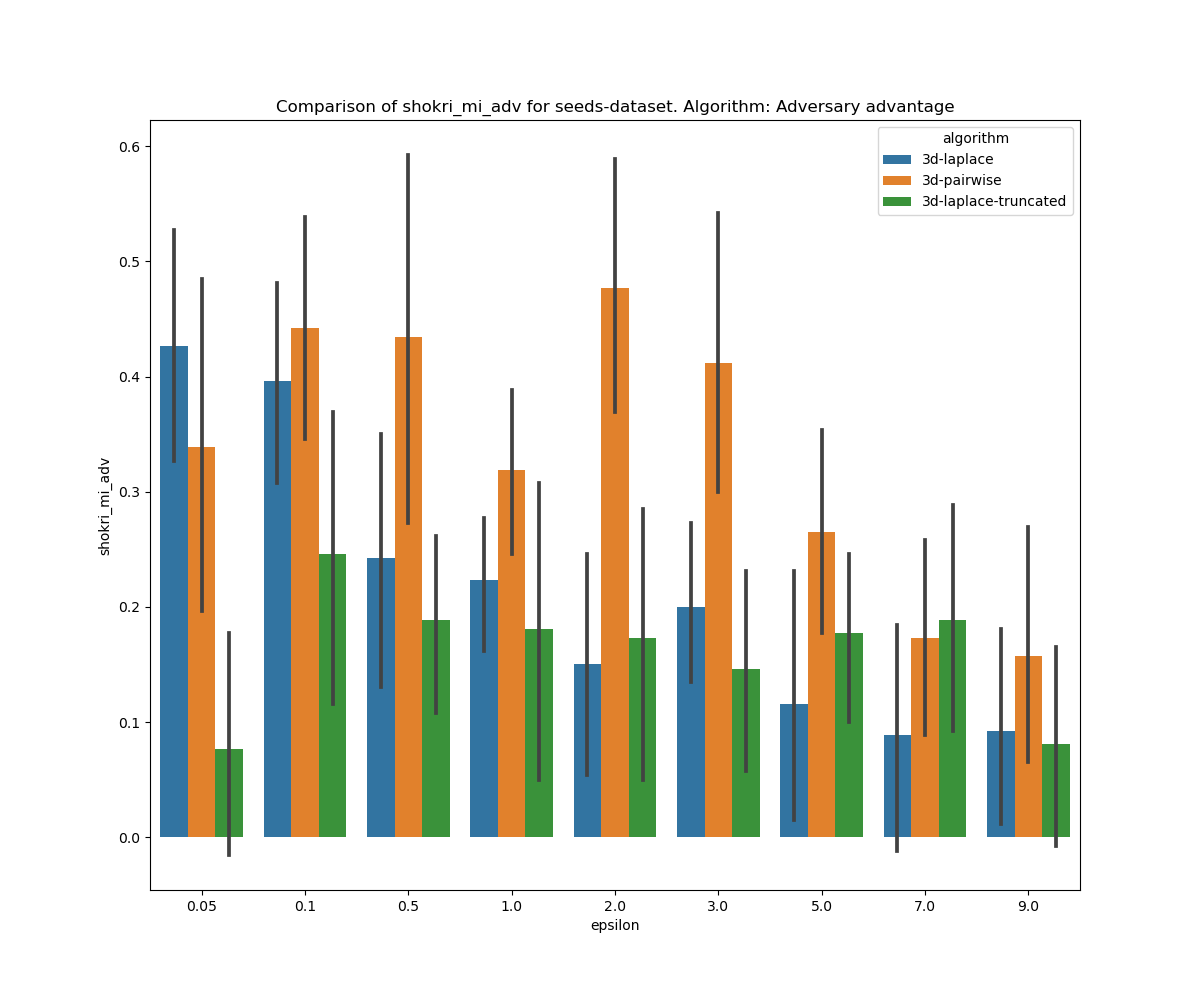 Comparison of shokri_mi_adv for seeds-dataset. Algorithm: Adversary advantage
algorithm
3d-laplace
3d-pairwise
3d-laplace-truncated
shokri_mi_adv
0.6
0.5
0.4
0.3
0.2
0.1
0.0
0.05 0.1 0.5 1.0 2.0 3.0 5.0 7.0 9.0
epsilon